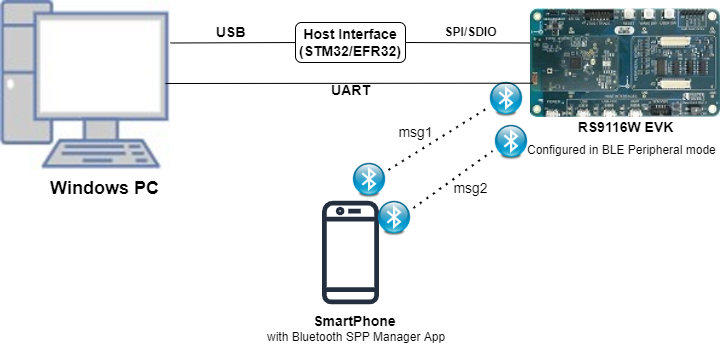 USB
Host Interface
(STM32/EFR32)
SPI/SDIO
UART
RS9116W EVK
Configured in BLE Peripheral mode
msg1
msg2
Windows PC
SmartPhone
with Bluetooth SPP Manager App